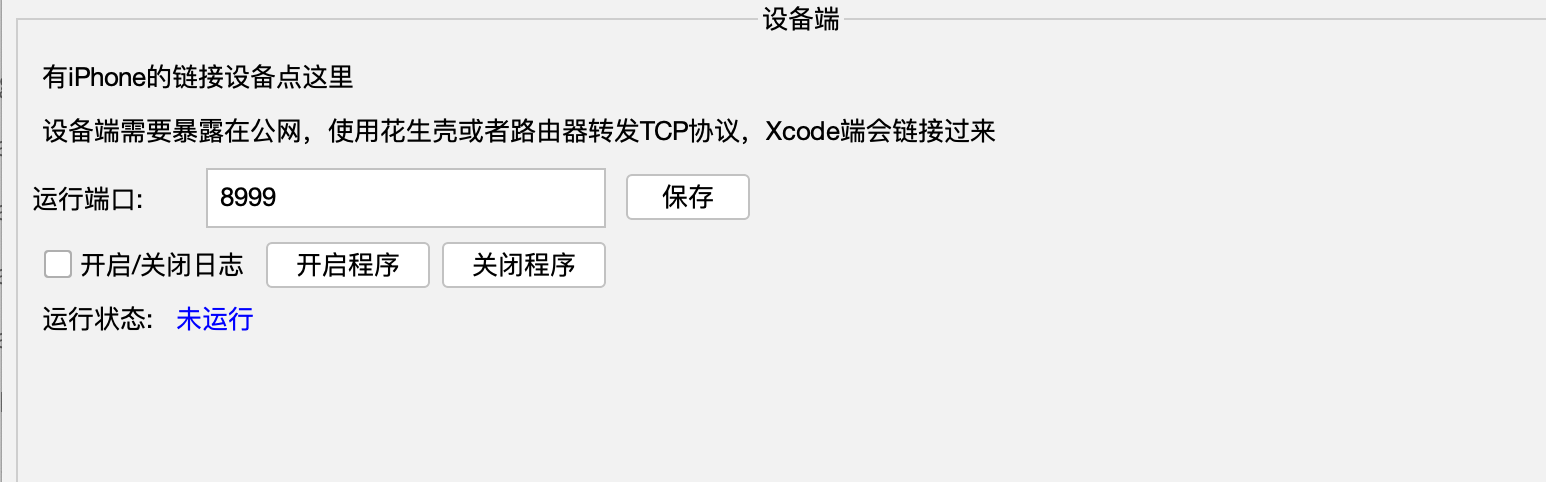 设备端
有iPhone的链接设备点这里
设备端需要暴露在公网，使用花生壳或者路由器转发TCP协议，Xcode端会链接过来
运行端口: 8999 保存
开启/关闭日志 开启程序 关闭程序
运行状态: 未运行